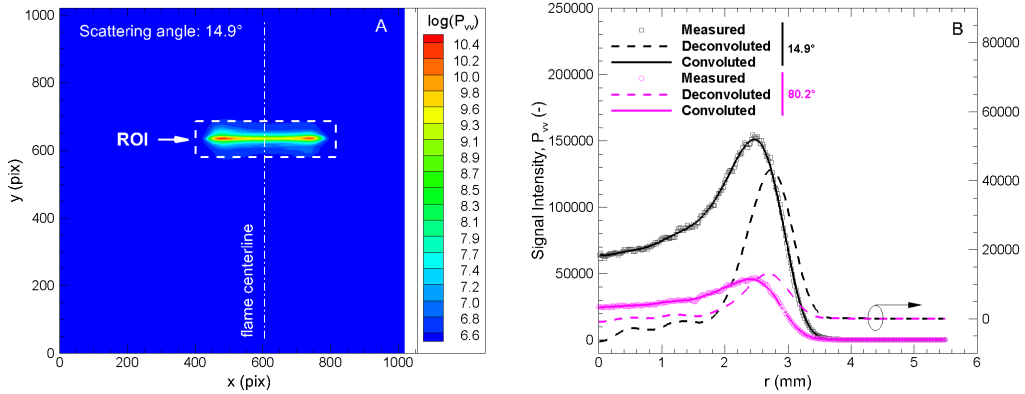 A
Scattering angle: 14.9°
ROI
flame centerline
1000
800
600
400
200
0
y (pix)
0 200 400 600 800 1000
x (pix)
log(P_vv)
10.4
10.0
9.8
9.6
9.3
9.1
8.9
8.7
8.5
8.3
8.1
7.9
7.7
7.6
7.4
7.2
7.0
6.8
6.6
B
Measured
Deconvoluted
Convoluted
14.9°
Measured
Deconvoluted
Convoluted
80.2°
250000
200000
150000
100000
50000
0
Signal Intensity, P_vv (-)
80000
60000
40000
20000
0
0 1 2 3 4 5 6
r (mm)